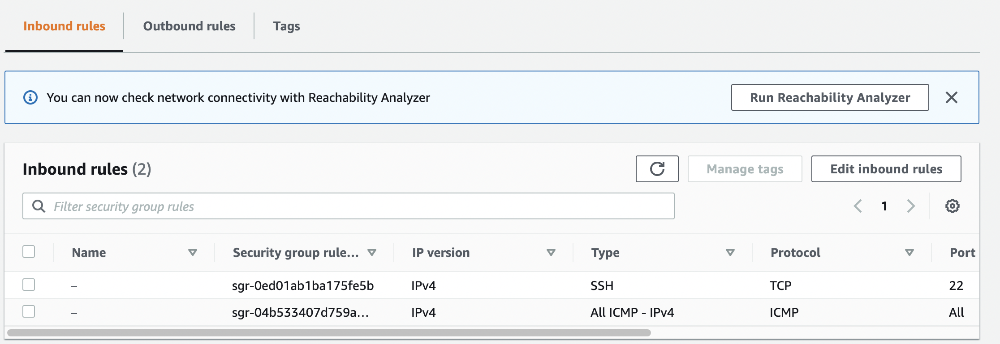 Inbound rules Outbound rules Tags
You can now check network connectivity with Reachability Analyzer Run Reachability Analyzer
Inbound rules (2) Manage tags Edit inbound rules
Filter security group rules 1
Name Security group rule... IP version Type Protocol Port
– sgr-0ed01ab1ba175fe5b IPv4 SSH TCP 22
– sgr-04b533407d759a... IPv4 All ICMP - IPv4 ICMP All